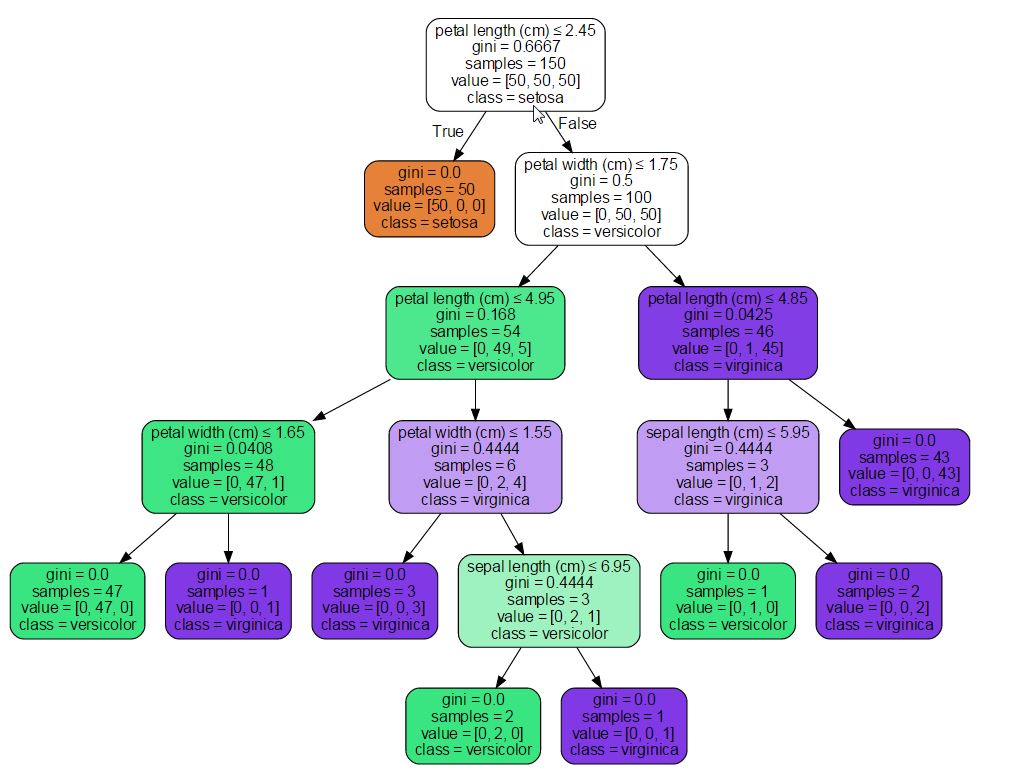 petal length (cm) ≤ 2.45
gini = 0.6667
samples = 150
value = [50, 50, 50]
class = setosa
True
False
gini = 0.0
samples = 50
value = [50, 0, 0]
class = setosa
petal width (cm) ≤ 1.75
gini = 0.5
samples = 100
value = [0, 50, 50]
class = versicolor
petal length (cm) ≤ 4.95
gini = 0.168
samples = 54
value = [0, 49, 5]
class = versicolor
petal length (cm) ≤ 4.85
gini = 0.0425
samples = 46
value = [0, 1, 45]
class = virginica
petal width (cm) ≤ 1.65
gini = 0.0408
samples = 48
value = [0, 47, 1]
class = versicolor
petal width (cm) ≤ 1.55
gini = 0.4444
samples = 6
value = [0, 2, 4]
class = virginica
sepal length (cm) ≤ 5.95
gini = 0.4444
samples = 3
value = [0, 1, 2]
class = virginica
gini = 0.0
samples = 43
value = [0, 0, 43]
class = virginica
gini = 0.0
samples = 47
value = [0, 47, 0]
class = versicolor
gini = 0.0
samples = 1
value = [0, 0, 1]
class = virginica
gini = 0.0
samples = 3
value = [0, 0, 3]
class = virginica
sepal length (cm) ≤ 6.95
gini = 0.4444
samples = 3
value = [0, 2, 1]
class = versicolor
gini = 0.0
samples = 1
value = [0, 1, 0]
class = versicolor
gini = 0.0
samples = 2
value = [0, 0, 2]
class = virginica
gini = 0.0
samples = 2
value = [0, 2, 0]
class = versicolor
gini = 0.0
samples = 1
value = [0, 0, 1]
class = virginica